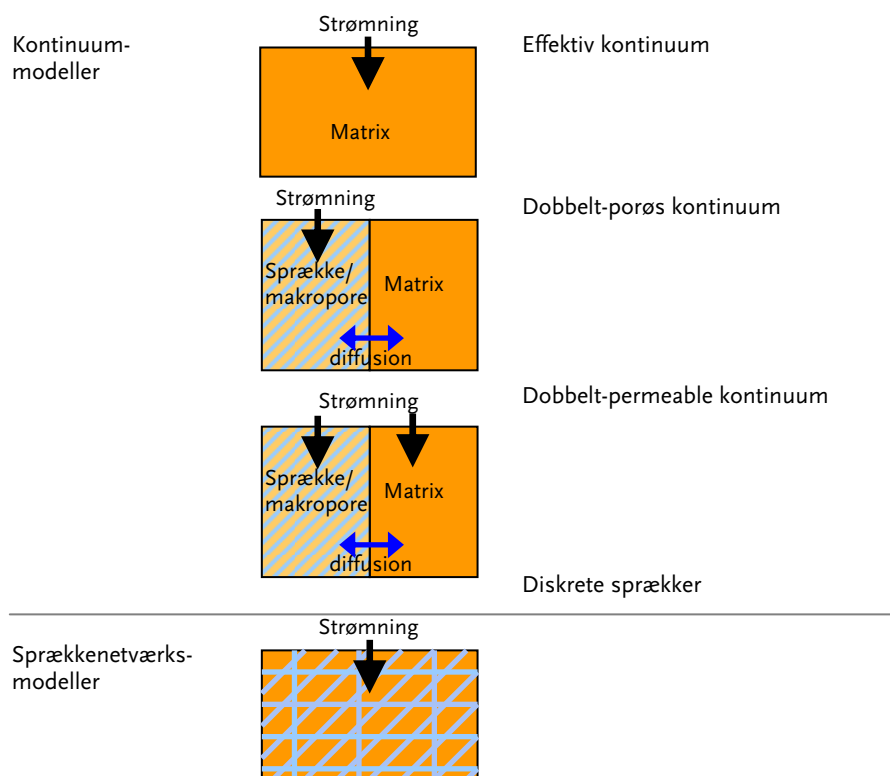 Strømning
Kontinuum-
modeller
Effektiv kontinuum
Matrix
Strømning
Dobbelt-porøs kontinuum
Sprække/
makropore
Matrix
diffusion
Dobbelt-permeable kontinuum
Strømning
Sprække/
makropore
Matrix
diffusion
Diskrete sprækker
Strømning
Sprækkenetværks-
modeller